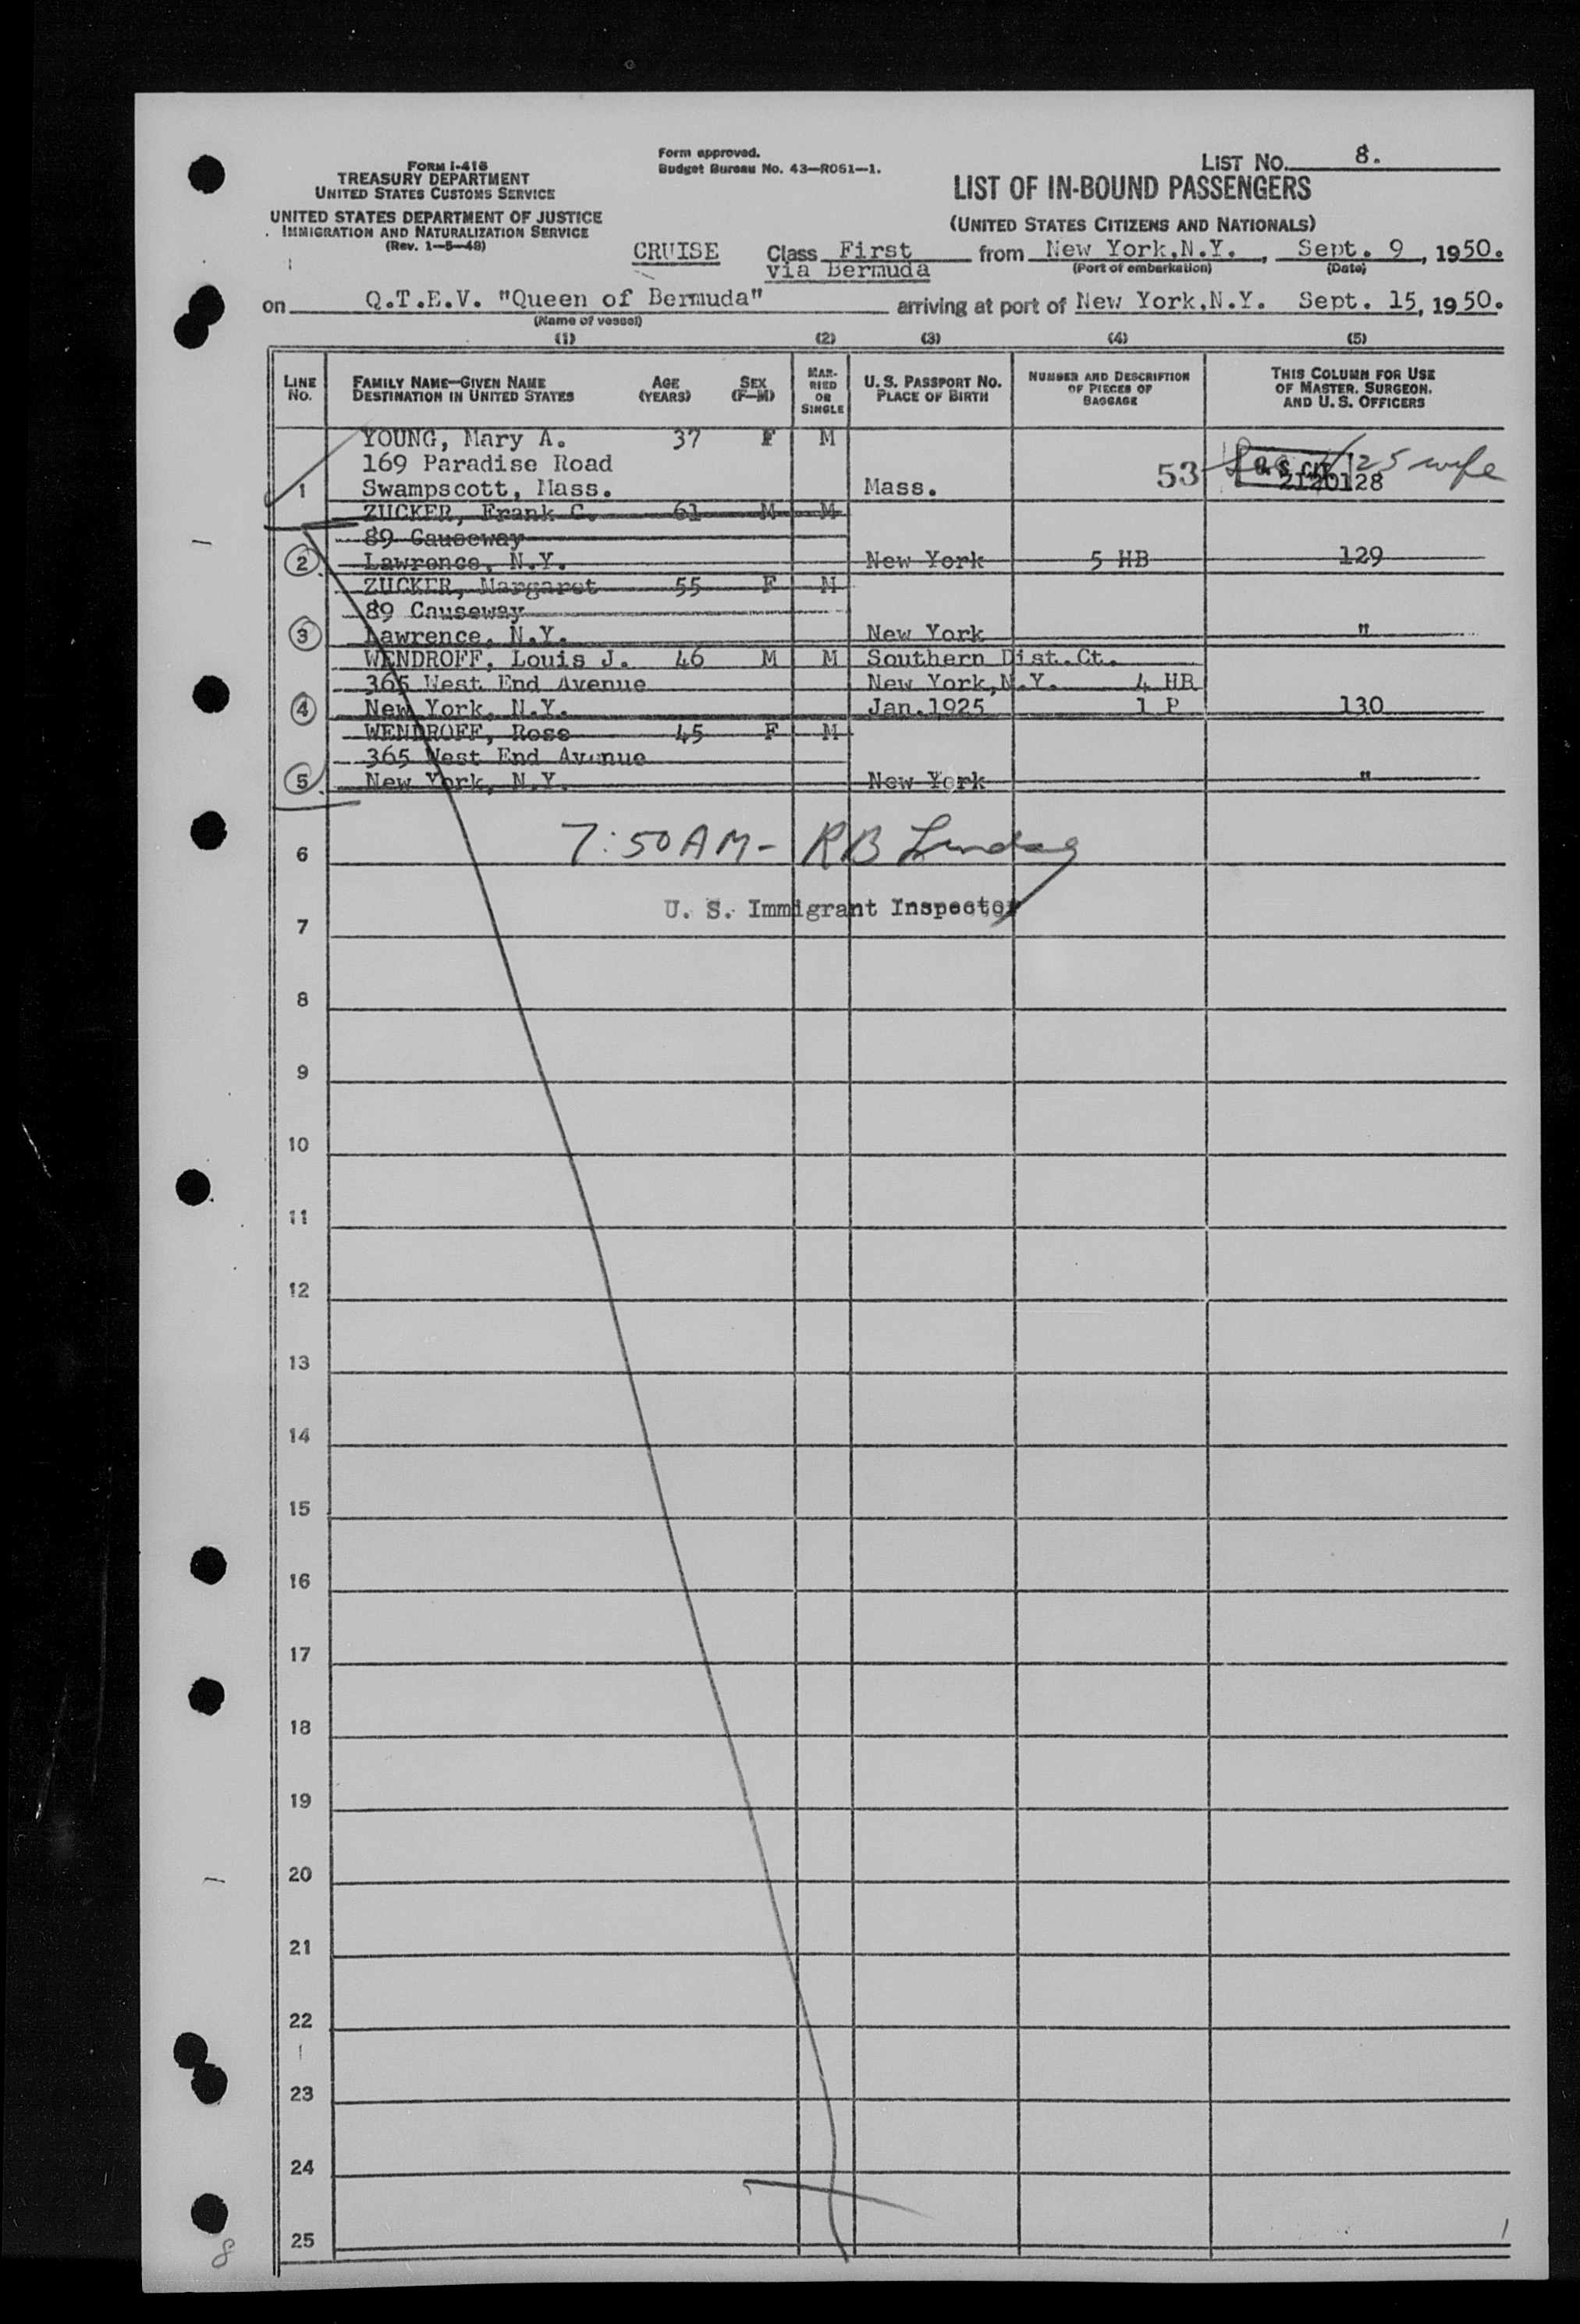 FORM I-416
TREASURY DEPARTMENT
UNITED STATES CUSTOMS SERVICE
UNITED STATES DEPARTMENT OF JUSTICE
IMMIGRATION AND NATURALIZATION SERVICE
(Rev. 1-5-48)
Form approved.
Budget Bureau No. 43—R051—1.
LIST NO. 8.
LIST OF IN-BOUND PASSENGERS
(UNITED STATES CITIZENS AND NATIONALS)
CRUISE Class First from New York,N.Y., Sept. 9, 1950.
via Bermuda (Port of embarkation) (Date)
on Q.T.E.V. "Queen of Bermuda" arriving at port of New York,N.Y. Sept. 15, 1950.
(Name of vessel)
(1) (2) (3) (4) (5)
LINE NO. FAMILY NAME—GIVEN NAME DESTINATION IN UNITED STATES AGE (YEARS) SEX (F—M) MARRIED OR SINGLE U. S. PASSPORT NO. PLACE OF BIRTH NUMBER AND DESCRIPTION OF PIECES OF BAGGAGE THIS COLUMN FOR USE OF MASTER, SURGEON, AND U. S. OFFICERS
YOUNG, Mary A. 37 F M
169 Paradise Road 53 U.S. CIT. 25 wife
1 Swampscott, Mass. Mass. 128
ZUCKER, Frank C. 61 M M
89 Causeway
2 Lawrence, N.Y. New York 5 HB 129
ZUCKER, Margaret 55 F M
89 Causeway
3 Lawrence, N.Y. New York "
WENDROFF, Louis J. 46 M M Southern Dist.Ct.
365 West End Avenue New York,N.Y. 4 HB
4 New York, N.Y. Jan.1925 1 P 130
WENDROFF, Rose 45 F M
365 West End Avenue
5 New York, N.Y. New York "
7:50AM- RB Lindsay
6
U. S. Immigrant Inspector
7
8
9
10
11
12
13
14
15
16
17
18
19
20
21
22
23
24
25
8